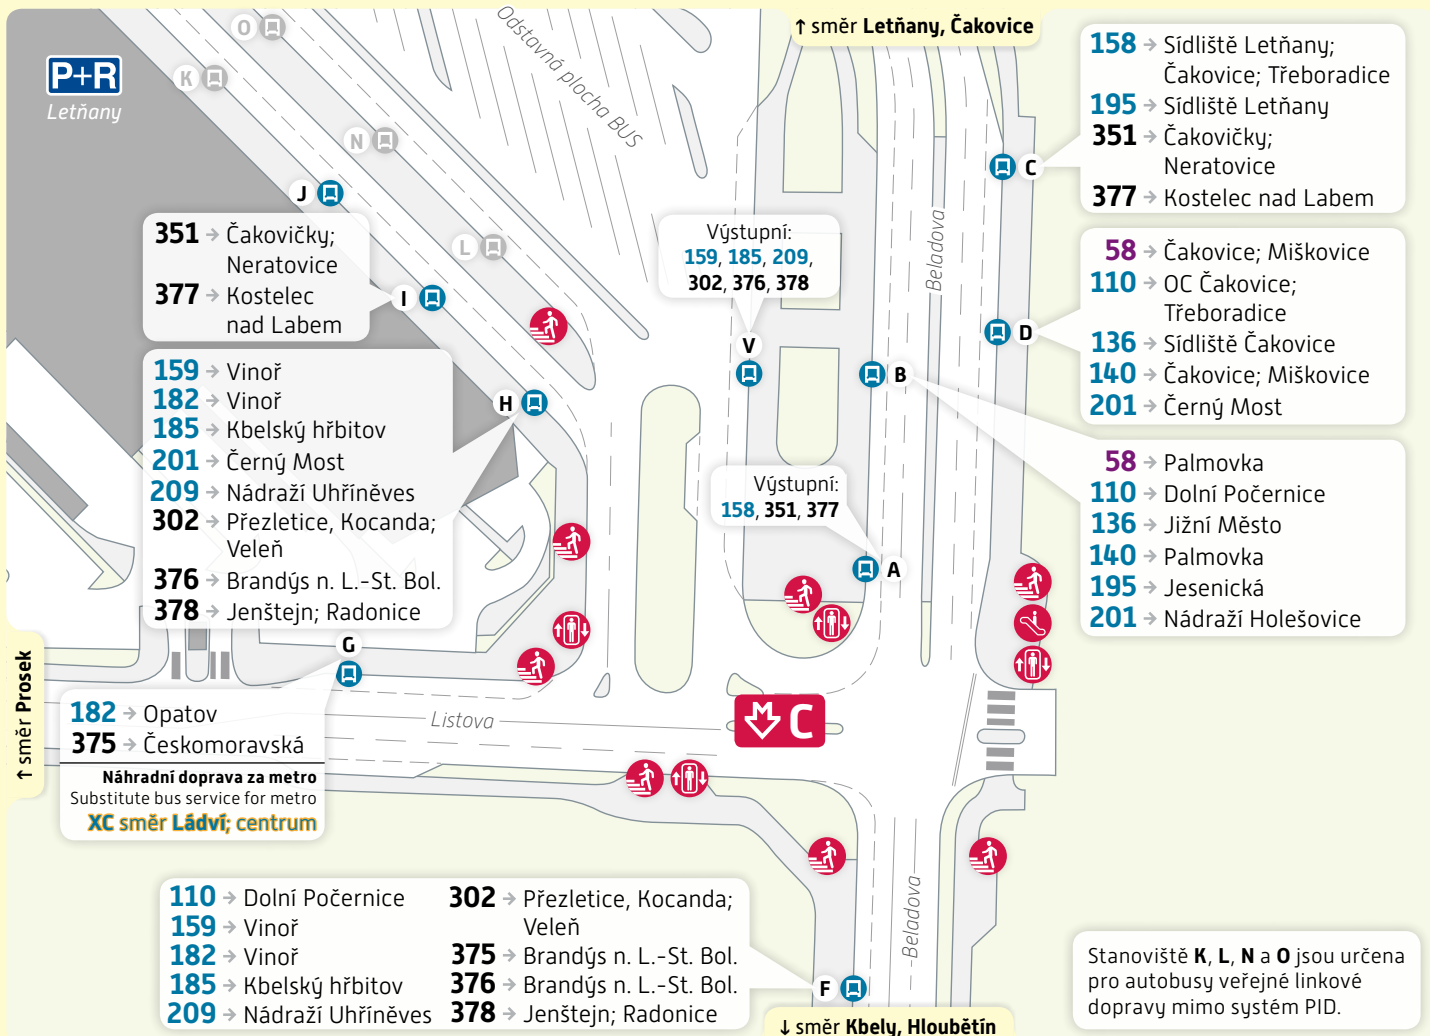 ↑ směr Letňany, Čakovice
P+R
Letňany
O
K
N
J
L
I
H
Odstavná plocha BUS
158 → Sídliště Letňany;
Čakovice; Třeboradice
195 → Sídliště Letňany
351 → Čakovičky;
Neratovice
377 → Kostelec nad Labem
C
351 → Čakovičky;
Neratovice
377 → Kostelec
nad Labem
Výstupní:
159, 185, 209,
302, 376, 378
V
Beladova
58 → Čakovice; Miškovice
110 → OC Čakovice;
Třeboradice
136 → Sídliště Čakovice
140 → Čakovice; Miškovice
201 → Černý Most
D
B
159 → Vinoř
182 → Vinoř
185 → Kbelský hřbitov
201 → Černý Most
209 → Nádraží Uhříněves
302 → Přezletice, Kocanda;
Veleň
376 → Brandýs n. L.-St. Bol.
378 → Jenštejn; Radonice
58 → Palmovka
110 → Dolní Počernice
136 → Jižní Město
140 → Palmovka
195 → Jesenická
201 → Nádraží Holešovice
Výstupní:
158, 351, 377
A
G
↑ směr Prosek
182 → Opatov
375 → Českomoravská
Náhradní doprava za metro
Substitute bus service for metro
XC směr Ládví; centrum
Listova
M C
110 → Dolní Počernice
159 → Vinoř
182 → Vinoř
185 → Kbelský hřbitov
209 → Nádraží Uhříněves
302 → Přezletice, Kocanda;
Veleň
375 → Brandýs n. L.-St. Bol.
376 → Brandýs n. L.-St. Bol.
378 → Jenštejn; Radonice
F
Beladova
Stanoviště K, L, N a O jsou určena
pro autobusy veřejné linkové
dopravy mimo systém PID.
↓ směr Kbely, Hloubětín